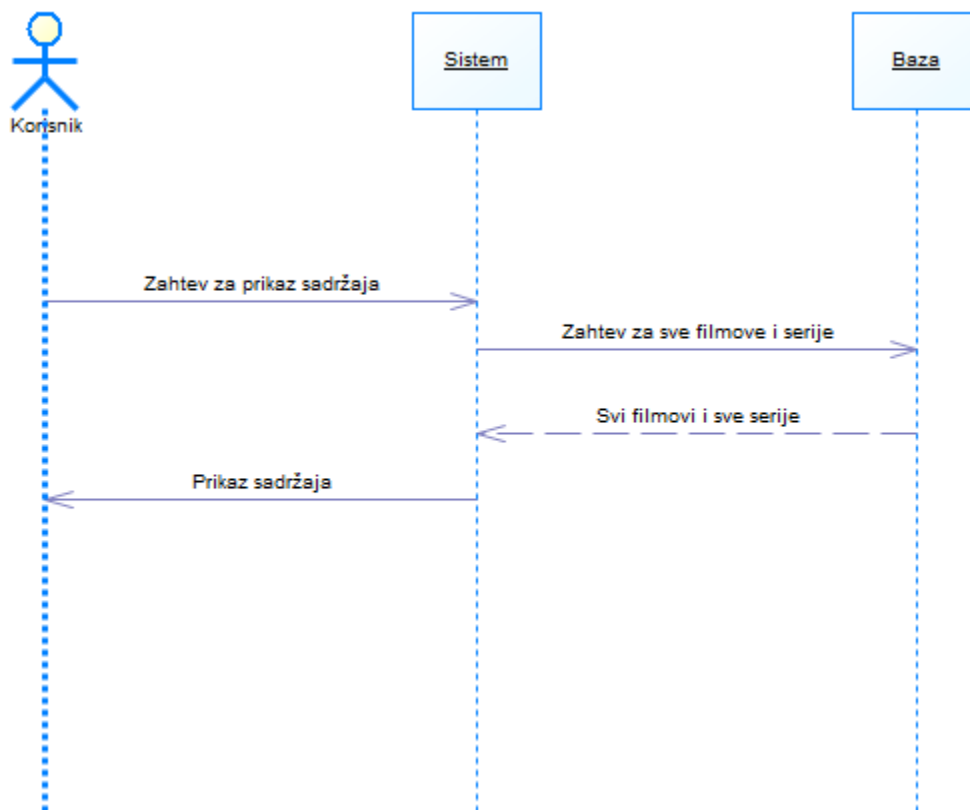 Sistem
Baza
Korisnik
Zahtev za prikaz sadržaja
Zahtev za sve filmove i serije
Svi filmovi i sve serije
Prikaz sadržaja